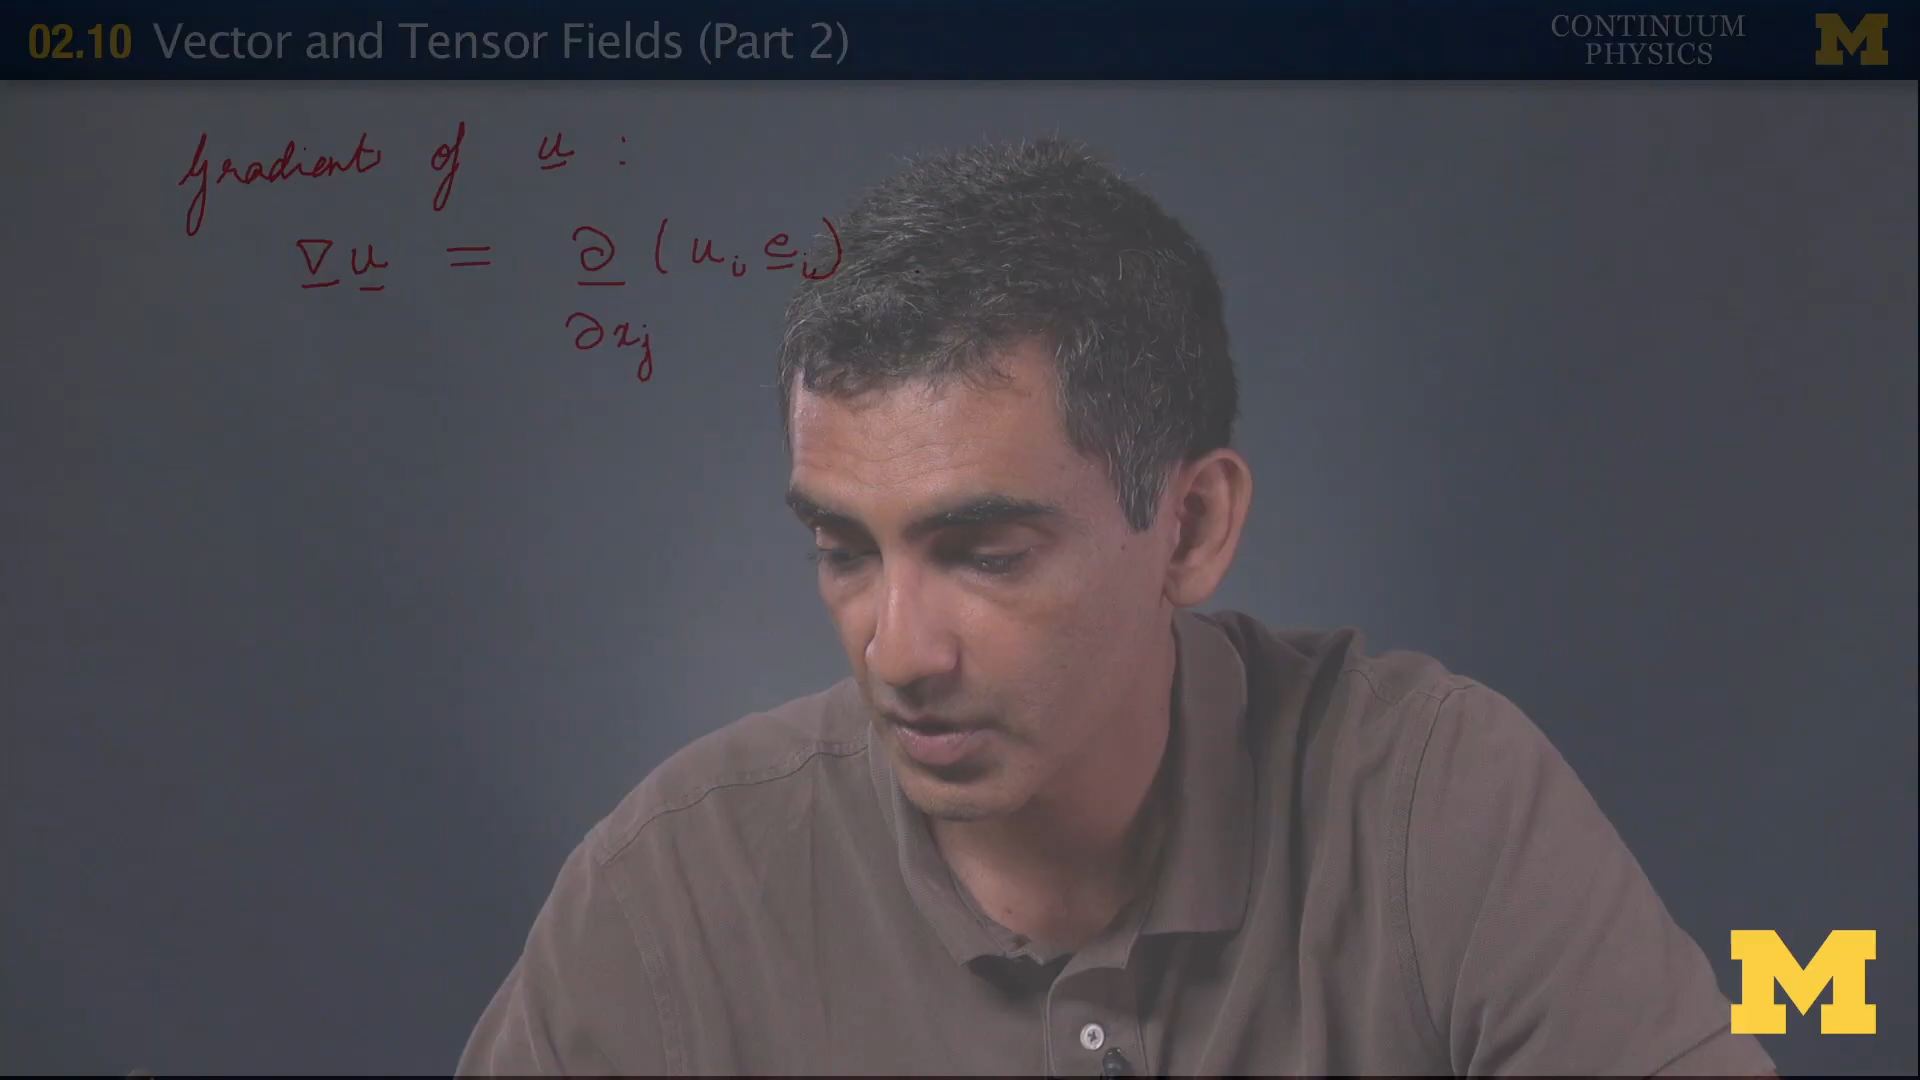 02.10 Vector and Tensor Fields (Part 2)
CONTINUUM
PHYSICS
M
Gradient of u :
∇ u = ∂ ( u_i e_i )
∂x_j
M